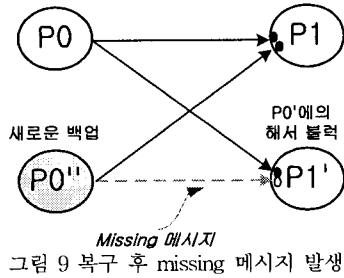 P0
P1
새로운 백업
P0'에의
해서 블럭
P0''
P1'
Missing 메시지
그림 9 복구 후 missing 메시지 발생